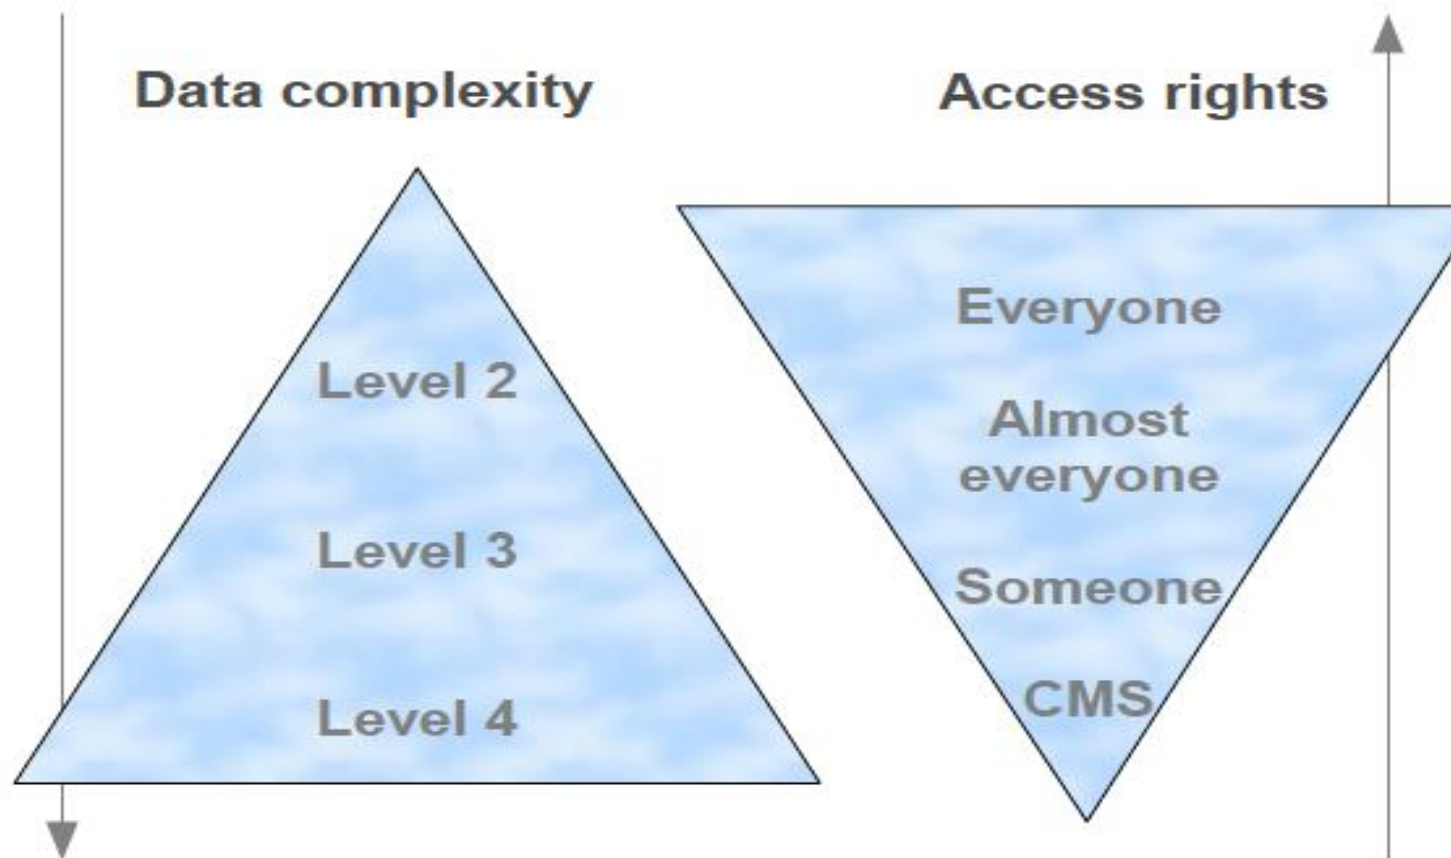 Data complexity
Access rights
Level 2
Level 3
Level 4
Everyone
Almost
everyone
Someone
CMS